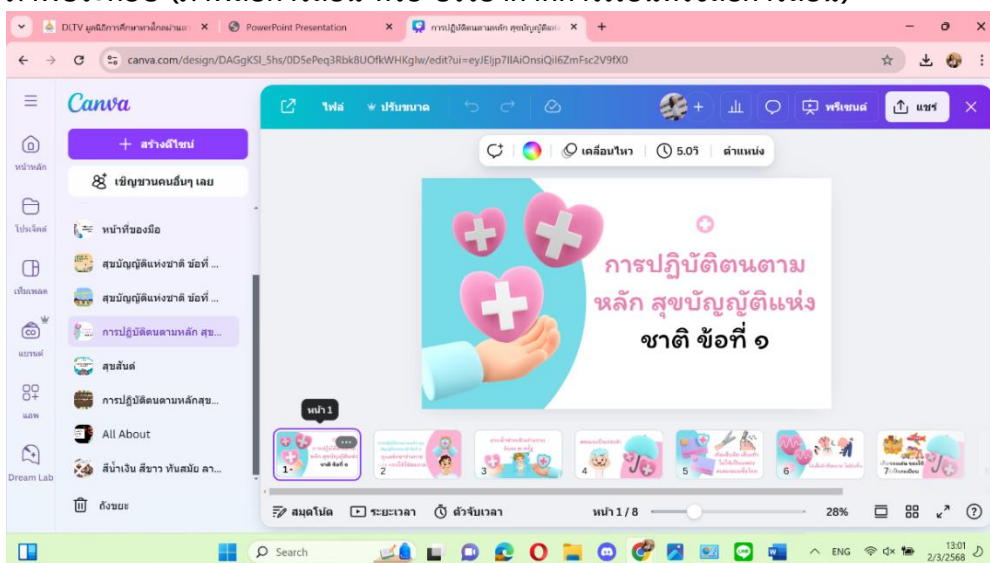 DLTV มูลนิธิการศึกษาทางไกลผ่านดาว
PowerPoint Presentation
การปฏิบัติตนตามหลัก สุขบัญญัติแห่ง
canva.com/design/DAGgKSl_5hs/0D5ePeq3Rbk8UOfkWHKgIw/edit?ui=eyJEIjp7IlAiOnsiQiI6ZmFsc2V9fX0
Canva
ไฟล์
ปรับขนาด
พรีเซนต์
แชร์
สร้างดีไซน์
เชิญชวนคนอื่นๆ เลย
หน้าหลัก
โปรเจ็กต์
เท็มเพลต
แบรนด์
แอพ
Dream Lab
หน้าที่ของมือ
สุขบัญญัติแห่งชาติ ข้อที่ ...
สุขบัญญัติแห่งชาติ ข้อที่ ...
การปฏิบัติตนตามหลัก สุข...
สุขสันต์
การปฏิบัติตนตามหลักสุข...
All About
สีน้ำเงิน สีขาว ทันสมัย ลา...
ถังขยะ
เคลื่อนไหว
5.0วิ
ตำแหน่ง
การปฏิบัติตนตาม
หลัก สุขบัญญัติแห่ง
ชาติ ข้อที่ ๑
หน้า 1
1
2
3
4
5
6
7
สมุดโน้ต
ระยะเวลา
ตัวจับเวลา
หน้า 1 / 8
28%
Search
ENG
13:01
2/3/2568